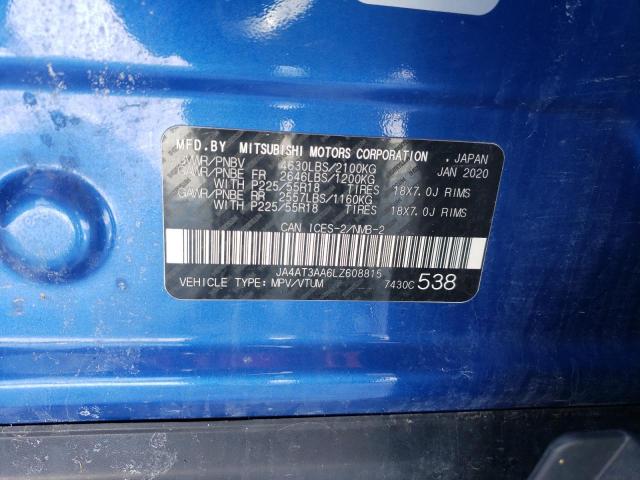 MFD.BY MITSUBISHI MOTORS CORPORATION , JAPAN
GVWR/PNBV 4630LBS/2100KG JAN 2020
GAWR/PNBE FR 2646LBS/1200KG
WITH P225/55R18 TIRES 18X7.0J RIMS
GAWR/PNBE RR 2557LBS/1160KG
WITH P225/55R18 TIRES 18X7.0J RIMS
CAN ICES-2/NMB-2
JA4AT3AA6LZ608815
VEHICLE TYPE: MPV/VTUM 7430C 538